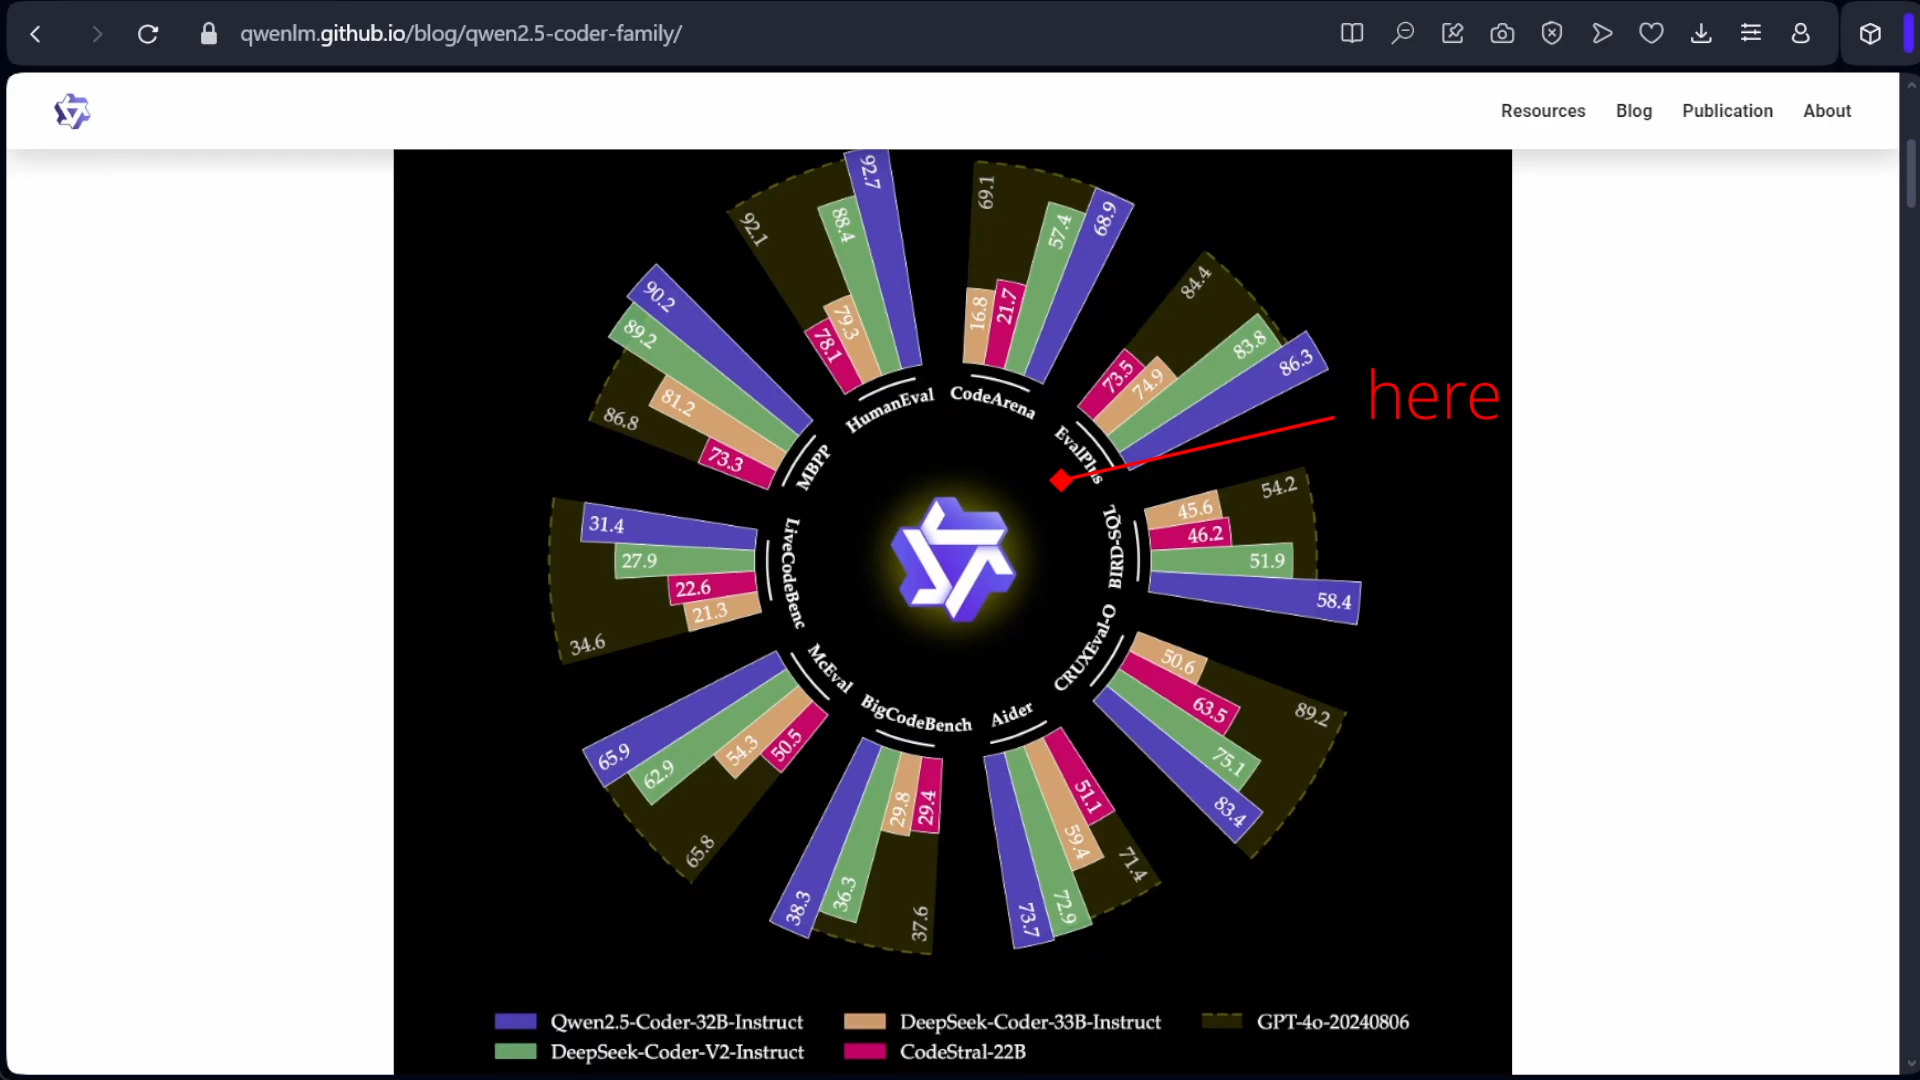 qwenlm.github.io/blog/qwen2.5-coder-family/
Resources Blog Publication About
92.1
88.4
92.7
79.3
78.1
HumanEval
69.1
16.8
21.7
57.4
68.9
CodeArena
84.4
73.5
74.9
83.8
86.3
EvalPlus
here
54.2
45.6
46.2
51.9
58.4
BIRD-SQL
50.6
63.5
75.1
83.4
89.2
CRUXEval-O
51.1
59.4
71.4
72.9
73.7
Aider
38.3
36.3
29.8
29.4
37.6
BigCodeBench
65.9
62.9
54.3
50.5
65.8
McEval
31.4
27.9
22.6
21.3
34.6
LiveCodeBenc
90.2
89.2
81.2
73.3
86.8
MBPP
Qwen2.5-Coder-32B-Instruct
DeepSeek-Coder-33B-Instruct
GPT-4o-20240806
DeepSeek-Coder-V2-Instruct
CodeStral-22B